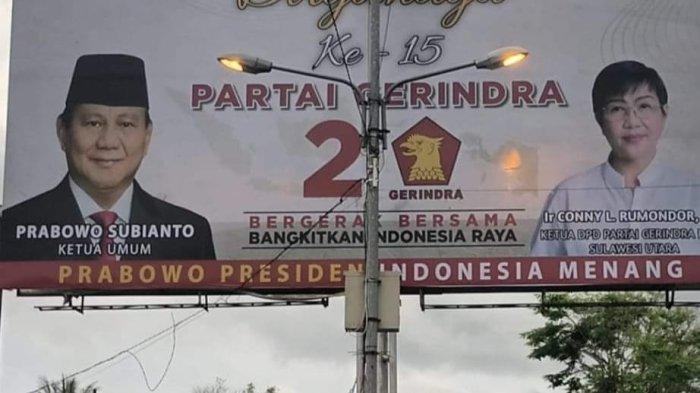 Dirgahayu
Ke - 15
PARTAI GERINDRA
2
GERINDRA
BERGERAK BERSAMA
BANGKITKAN INDONESIA RAYA
PRABOWO SUBIANTO
KETUA UMUM
Ir CONNY L. RUMONDOR,
KETUA DPD PARTAI GERINDRA
SULAWESI UTARA
PRABOWO PRESIDEN INDONESIA MENANG